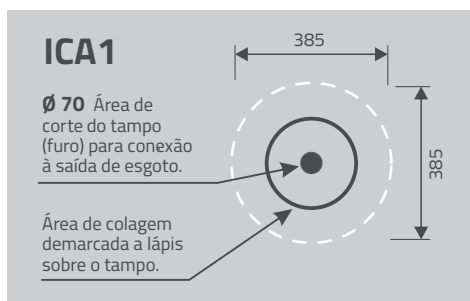 ICA1
385
Ø 70 Área de
corte do tampo
(furo) para conexão
à saída de esgoto.
385
Área de colagem
demarcada a lápis
sobre o tampo.